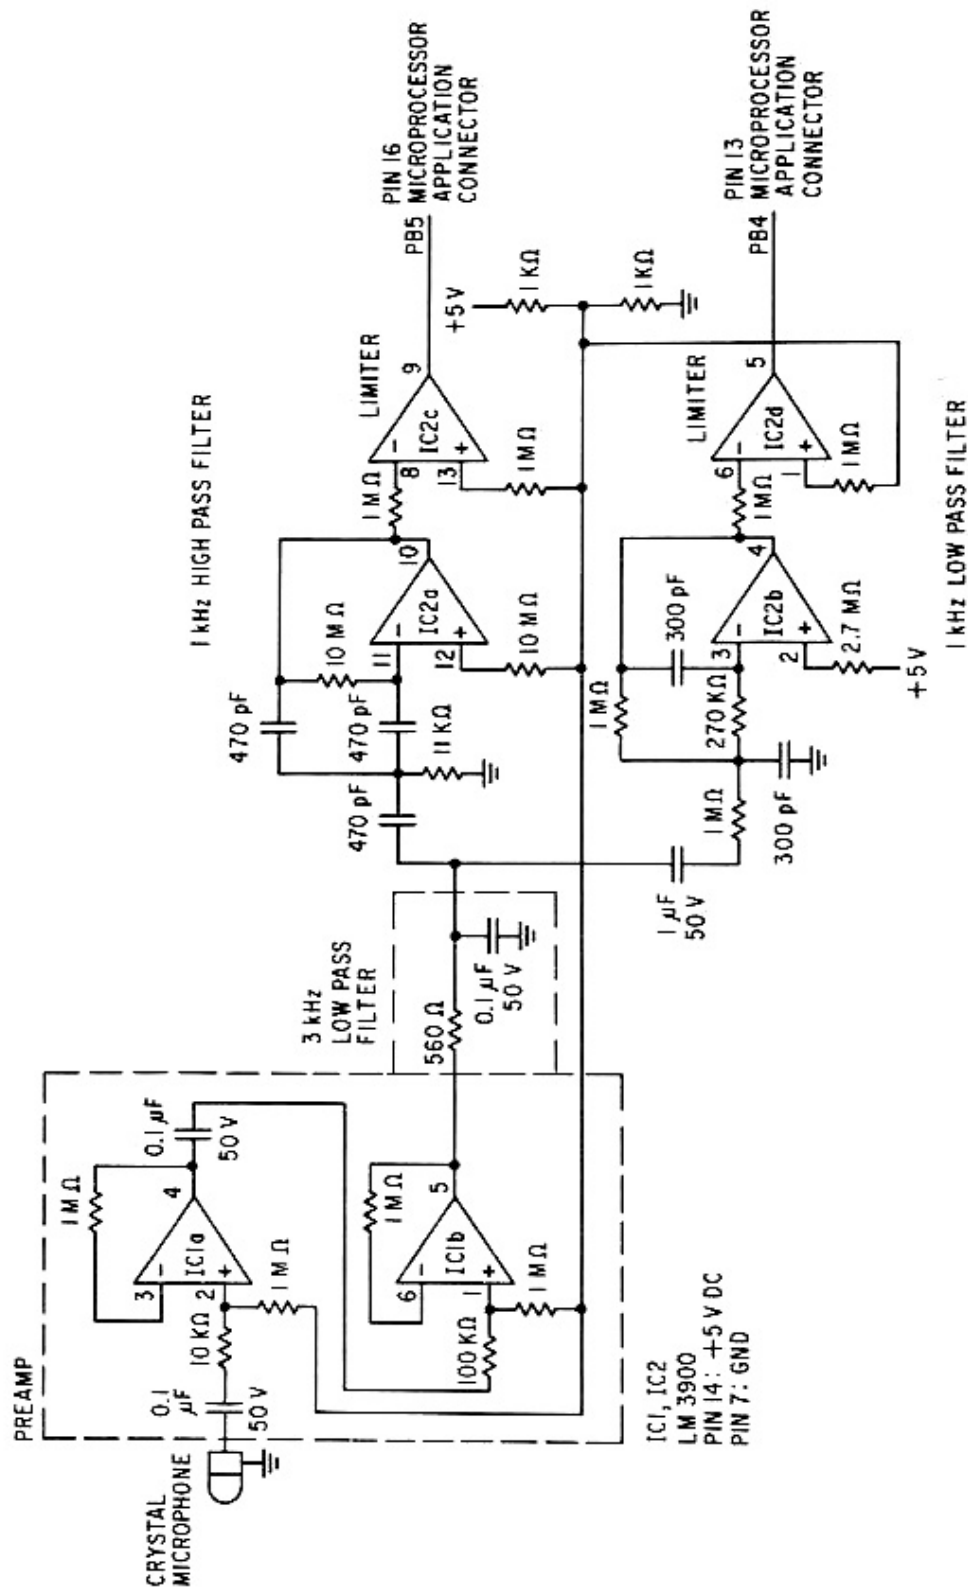 CRYSTAL
MICROPHONE
PREAMP
0.1
µF
50 V
10 KΩ
1 MΩ
3
2
−
+
IC1a
4
1 MΩ
0.1 µF
50 V
100 KΩ
1 MΩ
6
1
−
+
IC1b
5
1 MΩ
IC1, IC2
LM 3900
PIN 14: +5 V DC
PIN 7: GND
3 kHz
LOW PASS
FILTER
560 Ω
0.1 µF
50 V
1 kHz HIGH PASS FILTER
470 pF
470 pF
470 pF
11 KΩ
10 MΩ
11
12
−
+
IC2a
10
10 MΩ
1 MΩ
8
13
−
+
IC2c
9
LIMITER
1 MΩ
PB5
PIN 16
MICROPROCESSOR
APPLICATION
CONNECTOR
+5 V
1 KΩ
1 KΩ
1 µF
50 V
1 MΩ
300 pF
1 MΩ
270 KΩ
300 pF
3
2
−
+
IC2b
4
2.7 MΩ
+5 V
1 MΩ
6
1
−
+
IC2d
5
LIMITER
1 MΩ
PB4
PIN 13
MICROPROCESSOR
APPLICATION
CONNECTOR
1 kHz LOW PASS FILTER